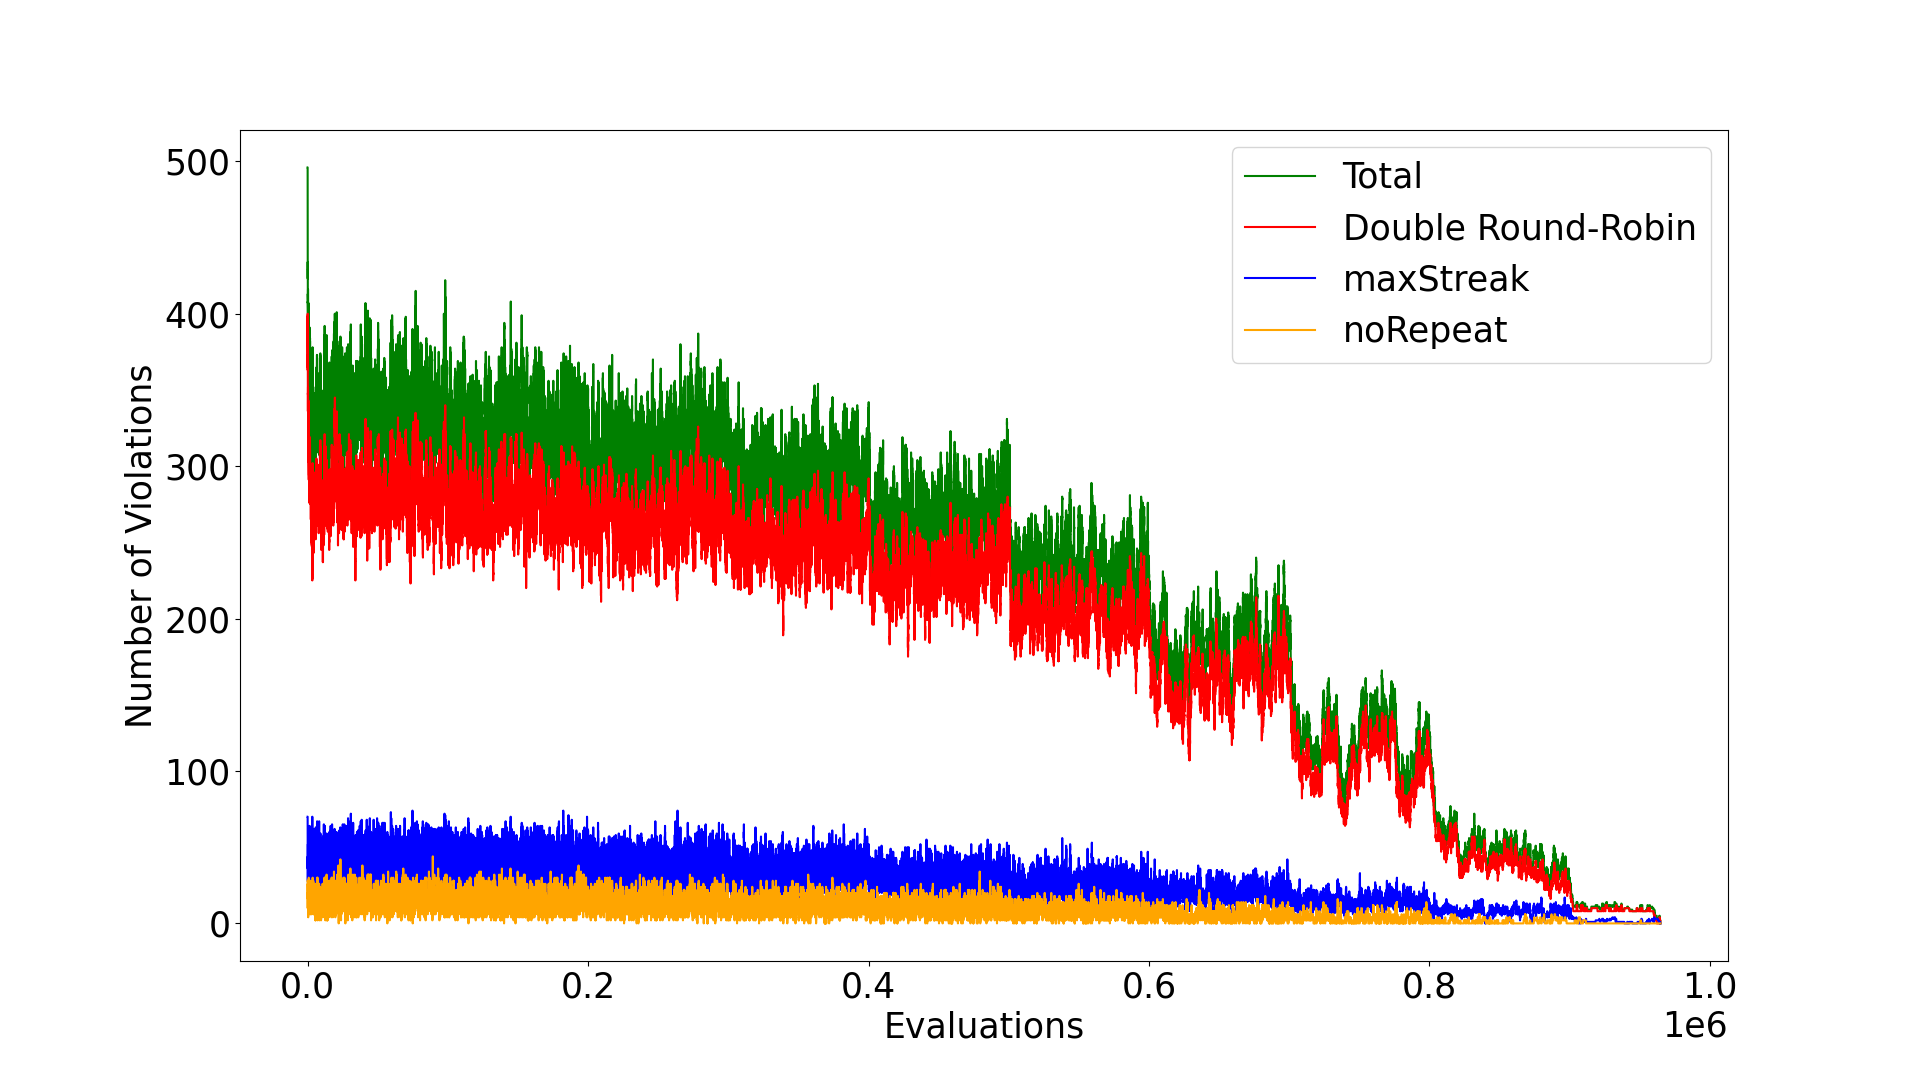 500
400
300
200
100
0
Number of Violations
Total
Double Round-Robin
maxStreak
noRepeat
0.0 0.2 0.4 0.6 0.8 1.0
Evaluations
1e6